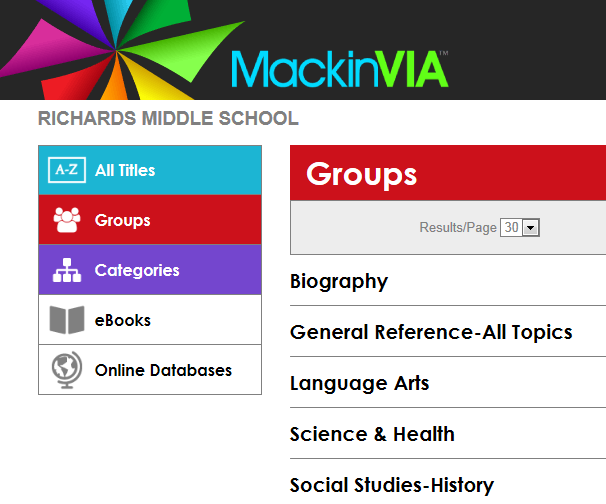 MackinVIA™
RICHARDS MIDDLE SCHOOL
A-Z All Titles
Groups
Categories
eBooks
Online Databases
Groups
Results/Page 30
Biography
General Reference-All Topics
Language Arts
Science & Health
Social Studies-History